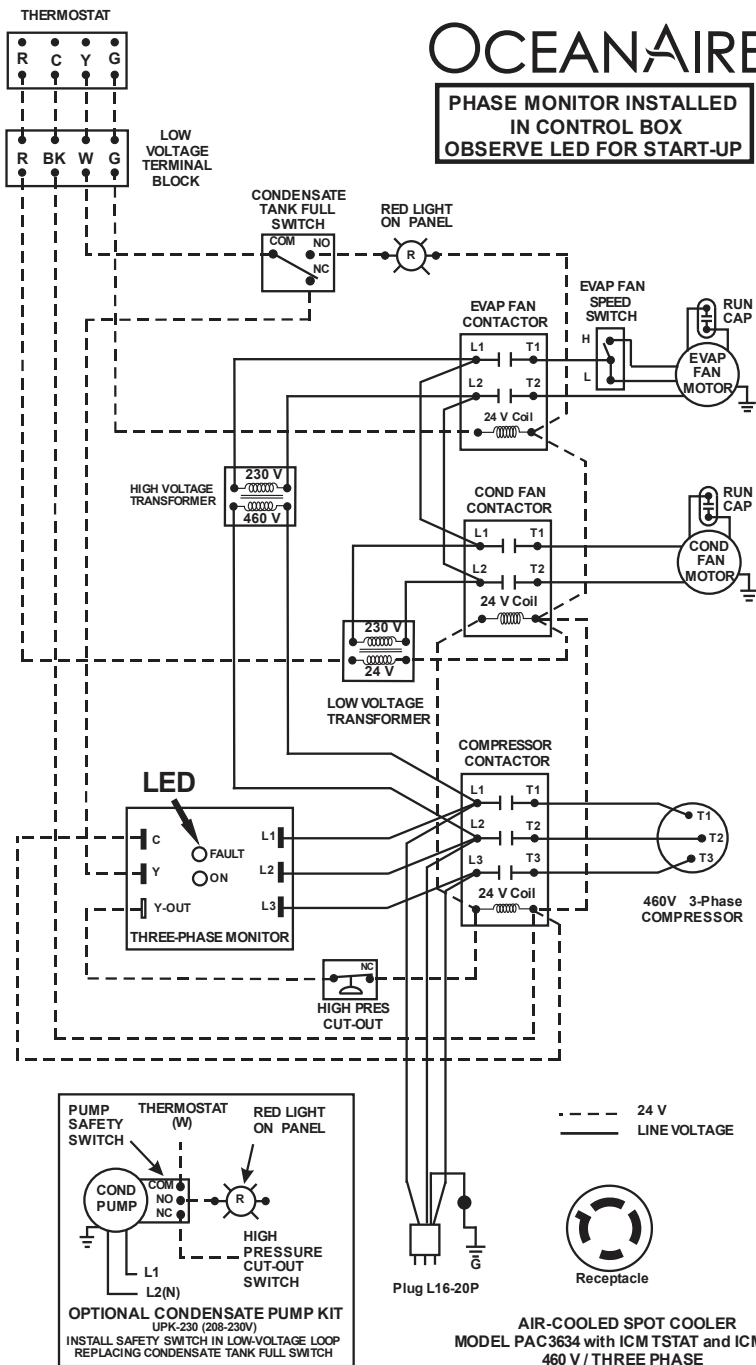 THERMOSTAT
R C Y G
R BK W G
LOW
VOLTAGE
TERMINAL
BLOCK
OCEANAIRE
PHASE MONITOR INSTALLED
IN CONTROL BOX
OBSERVE LED FOR START-UP
CONDENSATE
TANK FULL
SWITCH
COM
NO
NC
RED LIGHT
ON PANEL
R
EVAP FAN
CONTACTOR
L1 T1
L2 T2
24 V Coil
EVAP FAN
SPEED
SWITCH
H
L
RUN
CAP
EVAP
FAN
MOTOR
HIGH VOLTAGE
TRANSFORMER
230 V
460 V
COND FAN
CONTACTOR
L1 T1
L2 T2
24 V Coil
RUN
CAP
COND
FAN
MOTOR
230 V
24 V
LOW VOLTAGE
TRANSFORMER
COMPRESSOR
CONTACTOR
L1 T1
L2 T2
L3 T3
24 V Coil
T1
T2
T3
460V 3-Phase
COMPRESSOR
LED
C
Y
Y-OUT
FAULT
ON
L1
L2
L3
THREE-PHASE MONITOR
NC
HIGH PRES
CUT-OUT
24 V
LINE VOLTAGE
PUMP
SAFETY
SWITCH
THERMOSTAT
(W)
RED LIGHT
ON PANEL
COND
PUMP
COM
NO
NC
R
HIGH
PRESSURE
CUT-OUT
SWITCH
L1
L2(N)
OPTIONAL CONDENSATE PUMP KIT
UPK-230 (208-230V)
INSTALL SAFETY SWITCH IN LOW-VOLTAGE LOOP
REPLACING CONDENSATE TANK FULL SWITCH
G
Plug L16-20P
Receptacle
AIR-COOLED SPOT COOLER
MODEL PAC3634 with ICM TSTAT and ICM
460 V / THREE PHASE